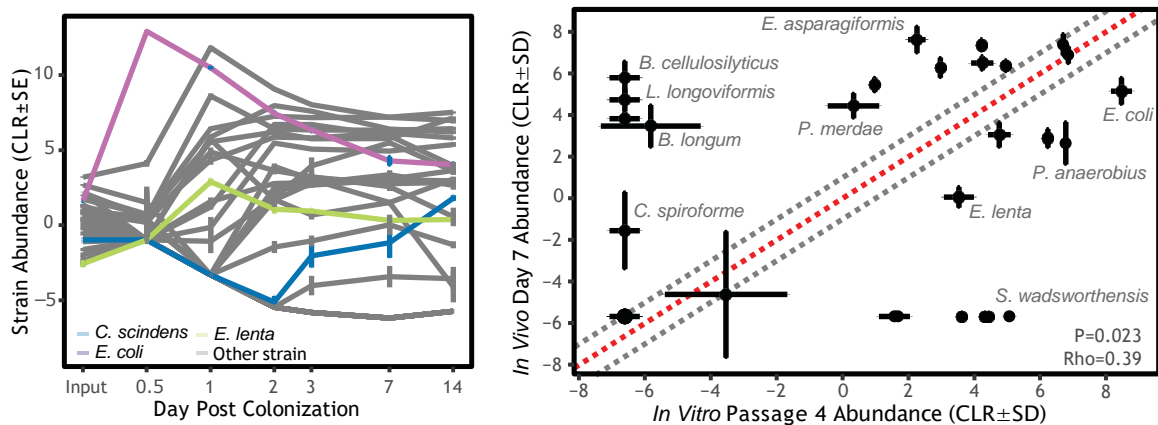 Strain Abundance (CLR±SE)
10
5
0
−5
C. scindens
E. coli
E. lenta
Other strain
Input 0.5 1 2 3 7 14
Day Post Colonization
In Vivo Day 7 Abundance (CLR±SD)
8
6
4
2
0
−2
−4
−6
−8
E. asparagiformis
B. cellulosilyticus
L. longoviformis
B. longum
P. merdae
E. coli
P. anaerobius
E. lenta
C. spiroforme
S. wadsworthensis
P=0.023
Rho=0.39
−8 −6 −4 −2 0 2 4 6 8
In Vitro Passage 4 Abundance (CLR±SD)